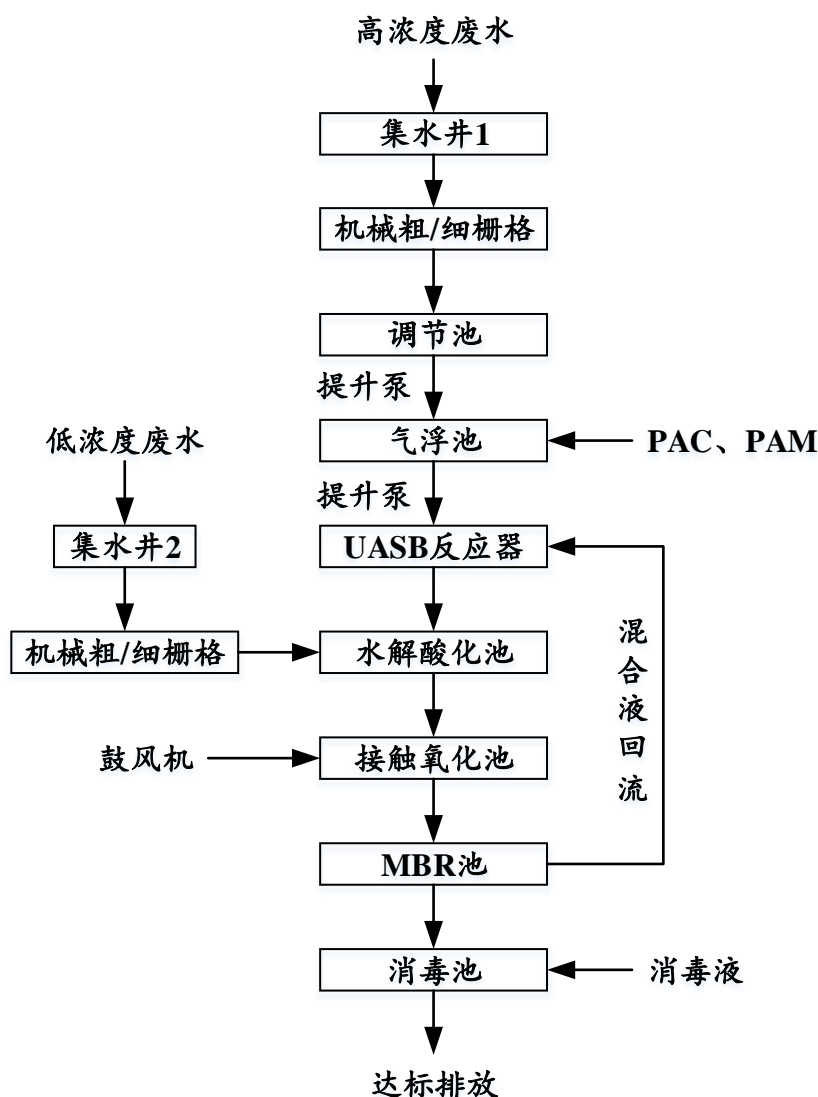 高浓度废水
集水井1
机械粗/细栅格
调节池
提升泵
气浮池
PAC、PAM
低浓度废水
提升泵
集水井2
UASB反应器
机械粗/细栅格
水解酸化池
混合液回流
鼓风机
接触氧化池
MBR池
消毒池
消毒液
达标排放